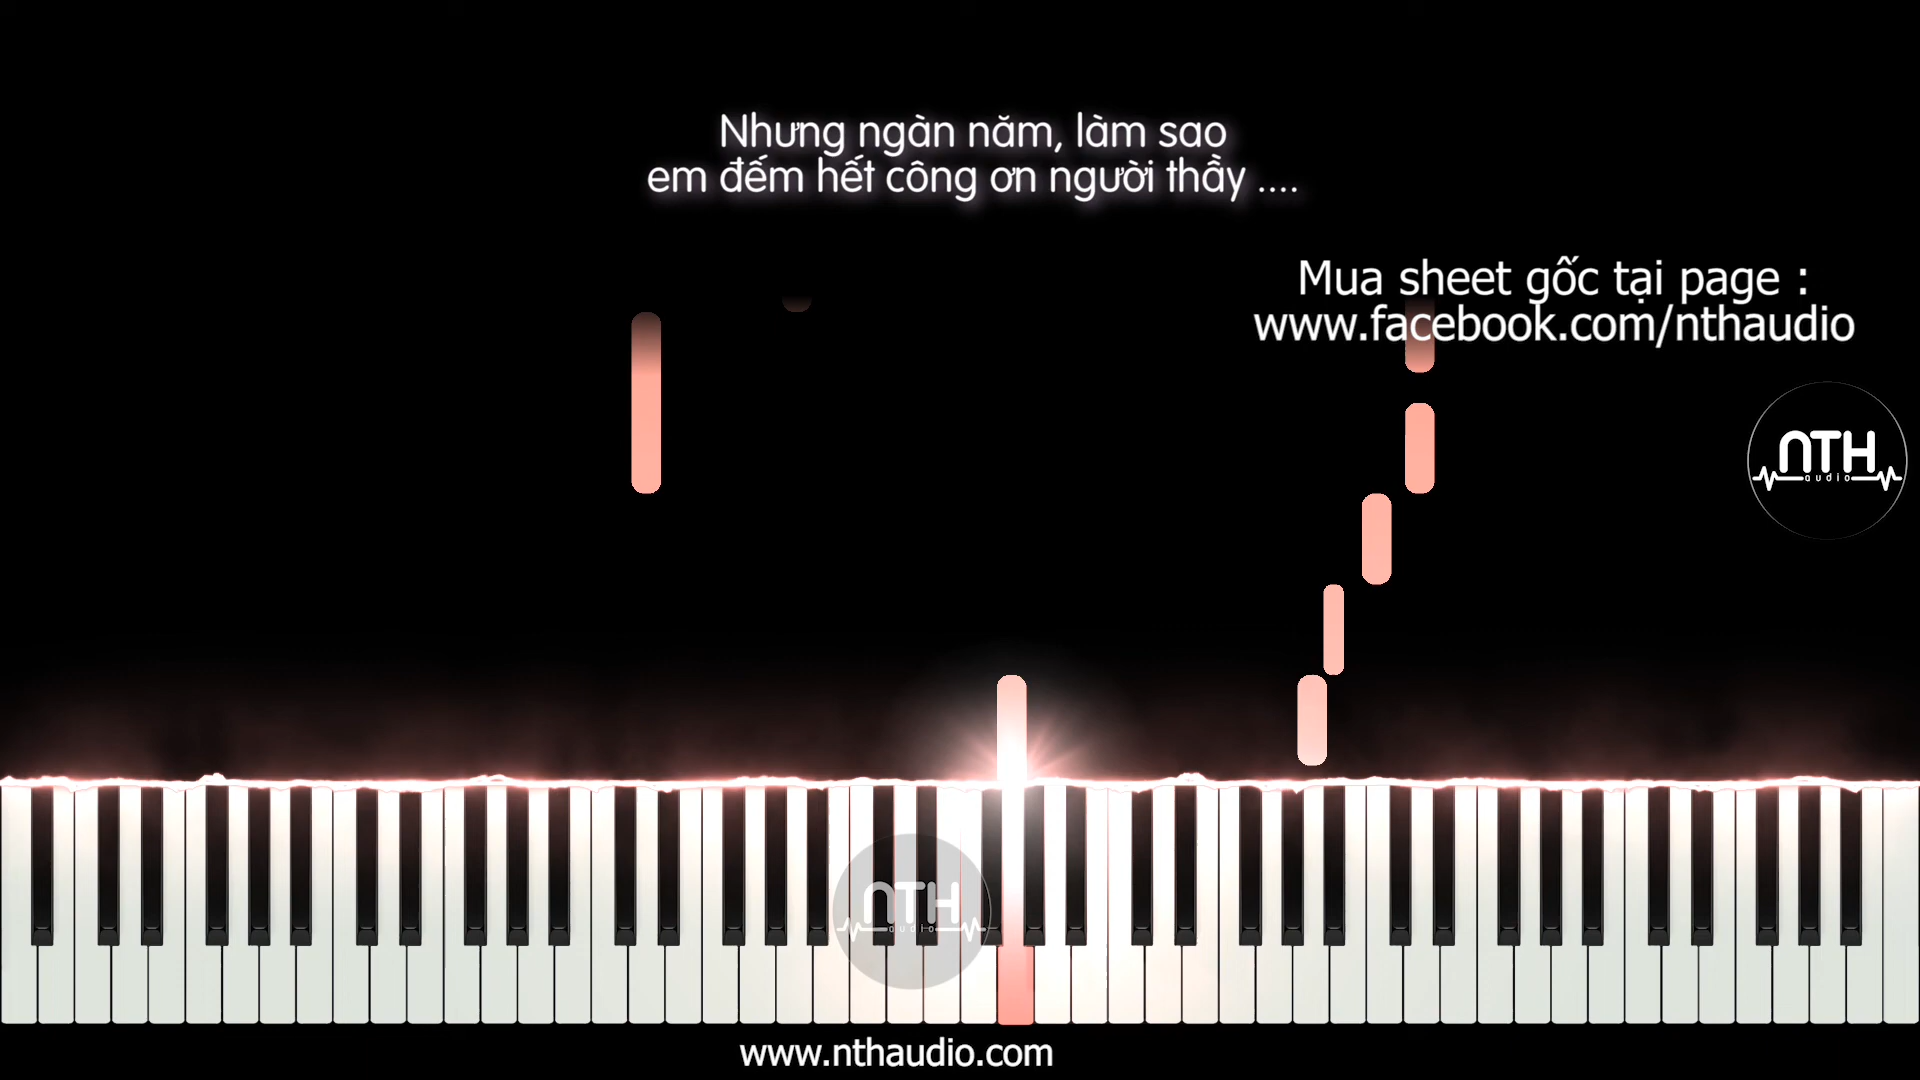 Nhưng ngàn năm, làm sao
em đếm hết công ơn người thầy ....
Mua sheet gốc tại page :
www.facebook.com/nthaudio
NTH
audio
NTH
audio
www.nthaudio.com